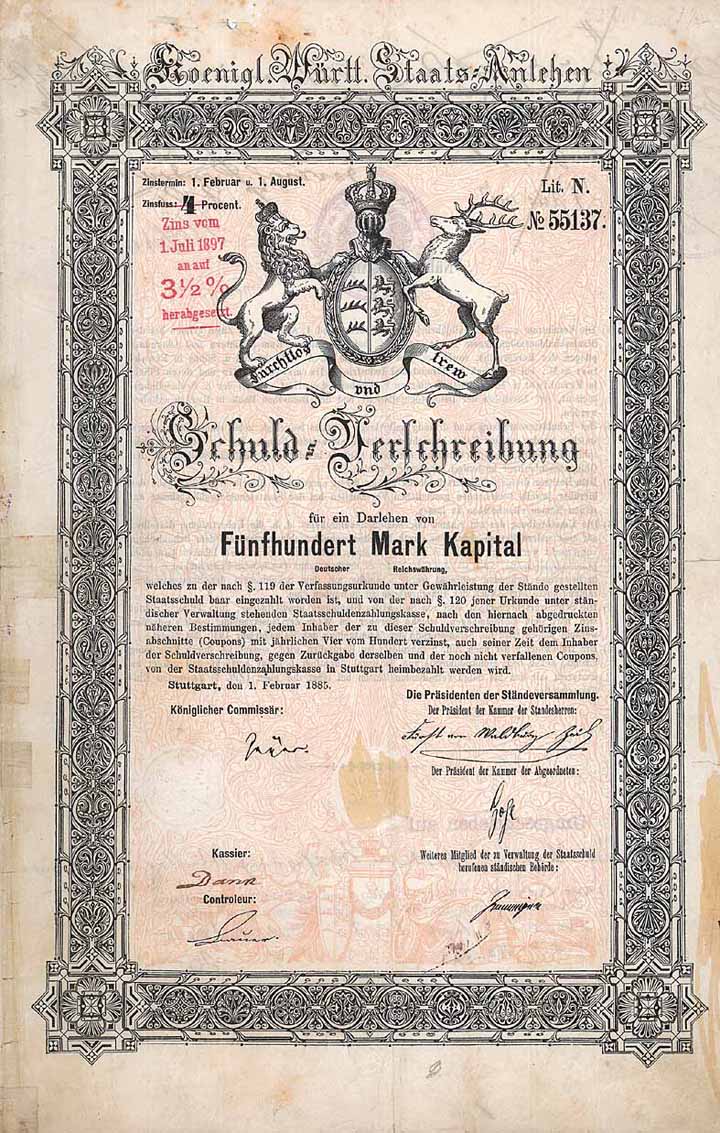 Koenigl. Württ. Staats-Anlehen
Zinstermin: 1. Februar u. 1. August.
Zinsfuss: 4 Procent.
Zins vom
1. Juli 1897
an auf
3½ %
herabgesetzt.
Lit. N.
No 55137.
Furchtlos
und
trew
Schuld-Verschreibung
für ein Darlehen von
Fünfhundert Mark Kapital
Deutscher Reichswährung,
welches zu der nach §. 119 der Verfassungsurkunde unter Gewährleistung der Stände gestellten
Staatsschuld baar eingezahlt worden ist, und von der nach §. 120 jener Urkunde unter stän-
discher Verwaltung stehenden Staatsschuldenzahlungskasse, nach den hiernach abgedruckten
näheren Bestimmungen, jedem Inhaber der zu dieser Schuldverschreibung gehörigen Zins-
abschnitte (Coupons) mit jährlichen Vier vom Hundert verzinst, auch seiner Zeit dem Inhaber
der Schuldverschreibung, gegen Zurückgabe derselben und der noch nicht verfallenen Coupons,
von der Staatsschuldenzahlungskasse in Stuttgart heimbezahlt werden wird.
Stuttgart, den 1. Februar 1885.
Die Präsidenten der Ständeversammlung.
Königlicher Commissär:
Der Präsident der Kammer der Standesherren:
Fürst von Waldburg Zeil
Der Präsident der Kammer der Abgeordneten:
Kassier:
Weiteres Mitglied der zu Verwaltung der Staatsschuld
berufenen ständischen Behörde:
Dann
Controleur: